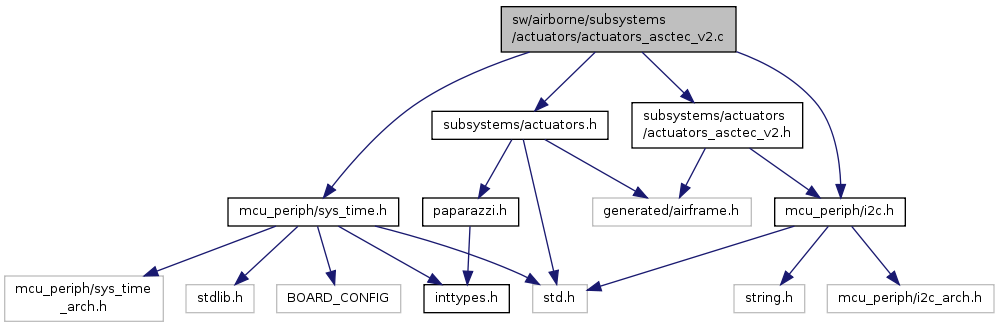 sw/airborne/subsystems
/actuators/actuators_asctec_v2.c
subsystems/actuators.h
subsystems/actuators
/actuators_asctec_v2.h
mcu_periph/sys_time.h
paparazzi.h
generated/airframe.h
mcu_periph/i2c.h
mcu_periph/sys_time
_arch.h
stdlib.h
BOARD_CONFIG
inttypes.h
std.h
string.h
mcu_periph/i2c_arch.h